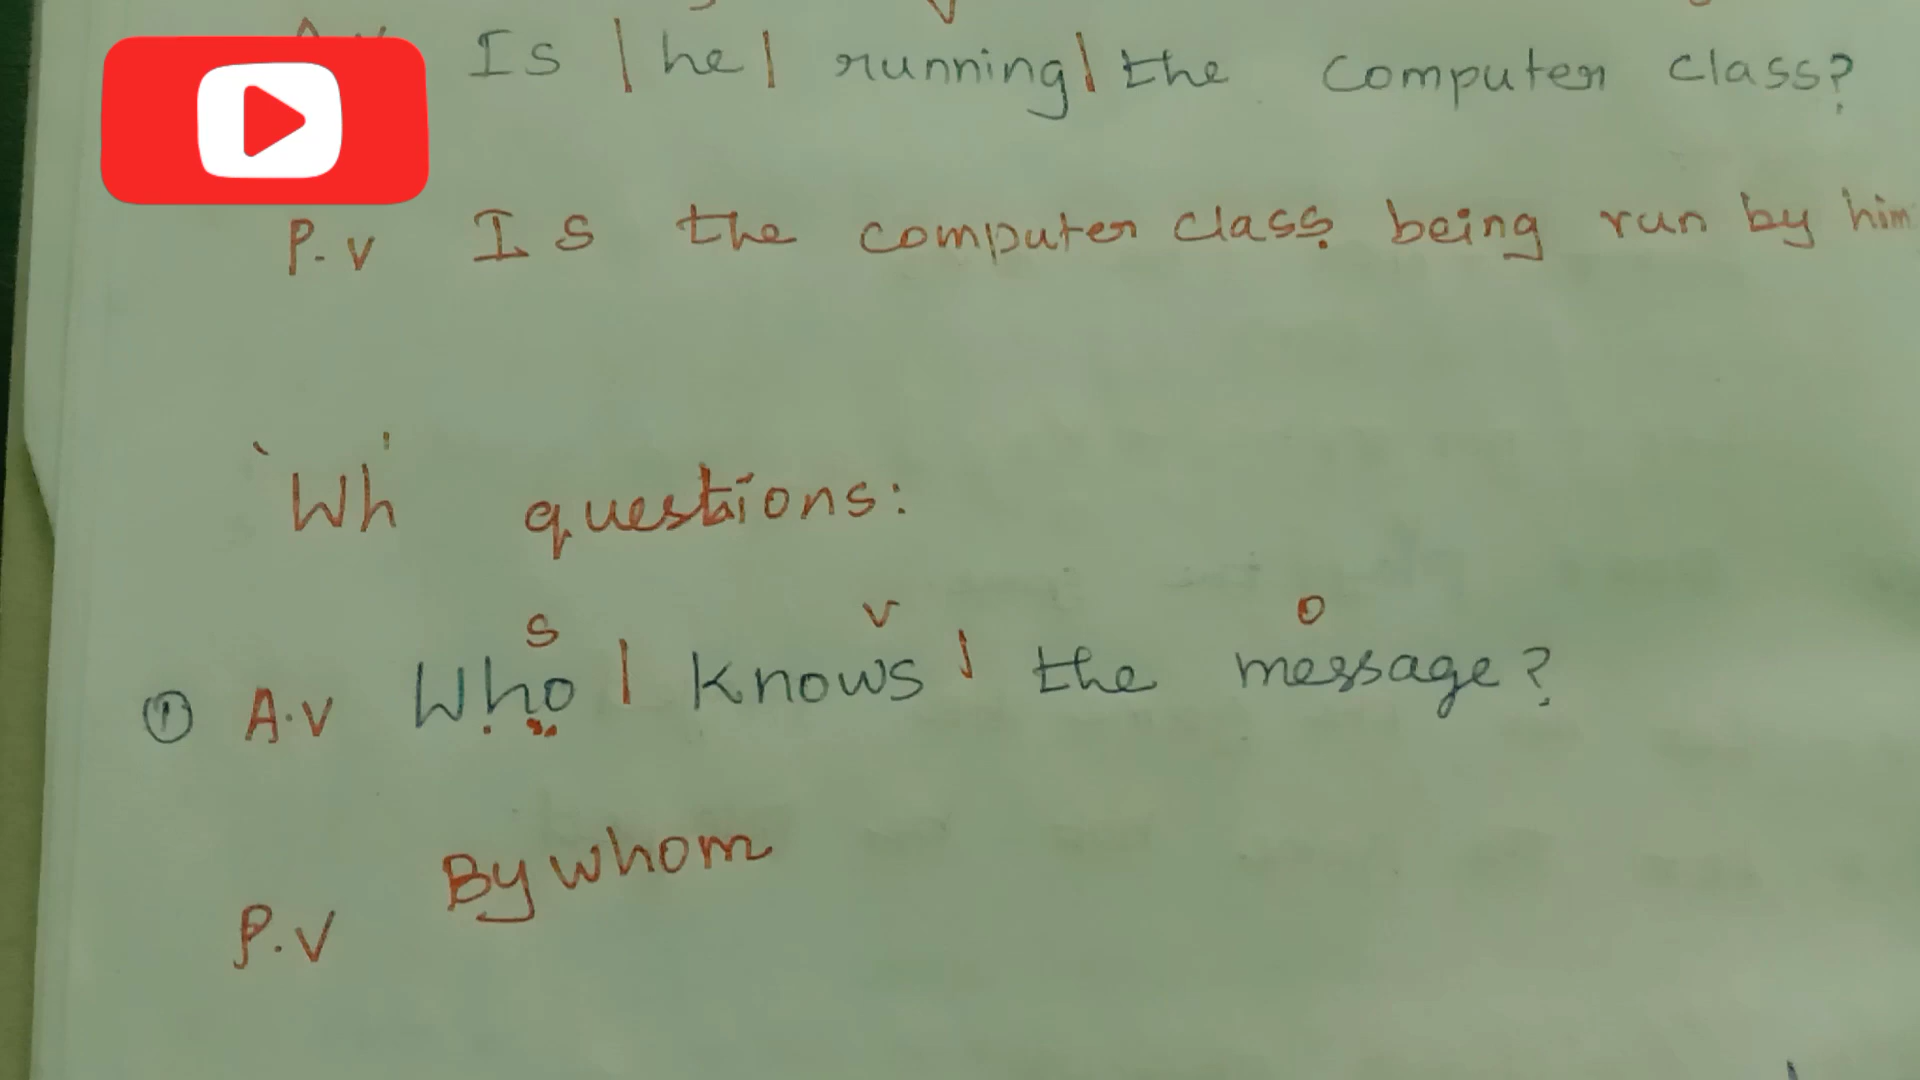 Is | he | running | the computer class?
P.v Is the computer class being run by him
'Wh' questions:
S V O
① A.V Who | knows | the message?
By whom
P.V